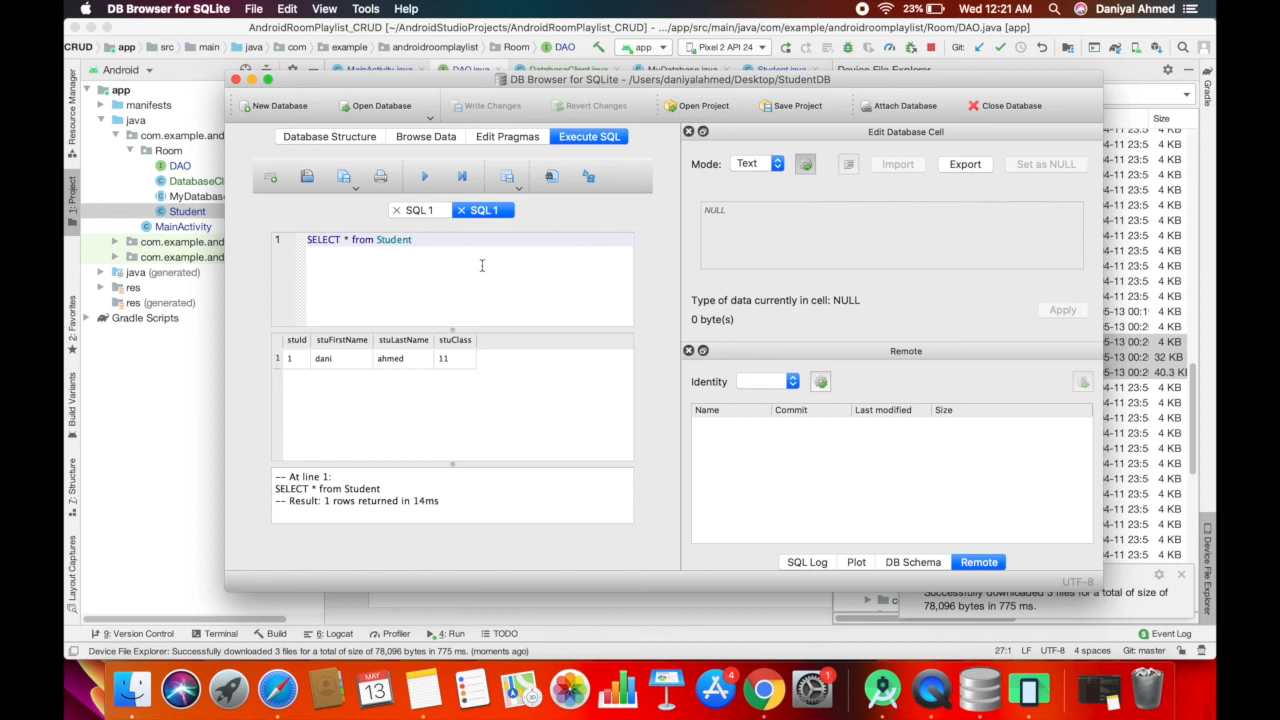 DB Browser for SQLite File Edit View Tools Help 23% Wed 12:21 AM Daniyal Ahmed
AndroidRoomPlaylist_CRUD [~/AndroidStudioProjects/AndroidRoomPlaylist_CRUD] - .../app/src/main/java/com/example/androidroomplaylist/Room/DAO.java [app]
CRUD app src main java com example androidroomplaylist Room DAO app Pixel 2 API 24 Git:
Android
DB Browser for SQLite - /Users/daniyalahmed/Desktop/StudentDB
New Database Open Database Write Changes Revert Changes Open Project Save Project Attach Database Close Database
Database Structure Browse Data Edit Pragmas Execute SQL
SQL 1 SQL 1
1 SELECT * from Student
stuId stuFirstName stuLastName stuClass
1 1 dani ahmed 11
-- At line 1:
SELECT * from Student
-- Result: 1 rows returned in 14ms
Edit Database Cell
Mode: Text Import Export Set as NULL
NULL
Type of data currently in cell: NULL
0 byte(s)
Apply
Remote
Identity
Name Commit Last modified Size
SQL Log Plot DB Schema Remote
UTF-8
app
manifests
java
com.example.and
Room
DAO
DatabaseCl
MyDatabas
Student
MainActivity
com.example.and
com.example.and
java (generated)
res
res (generated)
Gradle Scripts
Resource Manager
1: Project
2: Favorites
Build Variants
7: Structure
Layout Captures
Gradle
Device File Explorer
Size
32 KB
40.3 K
Successfully downloaded 3 files for a total of size of
78,096 bytes in 775 ms.
9: Version Control Terminal Build 6: Logcat Profiler 4: Run TODO Event Log
Device File Explorer: Successfully downloaded 3 files for a total of size of 78,096 bytes in 775 ms. (moments ago) 27:1 LF UTF-8 4 spaces Git: master
MAY
13
4
1